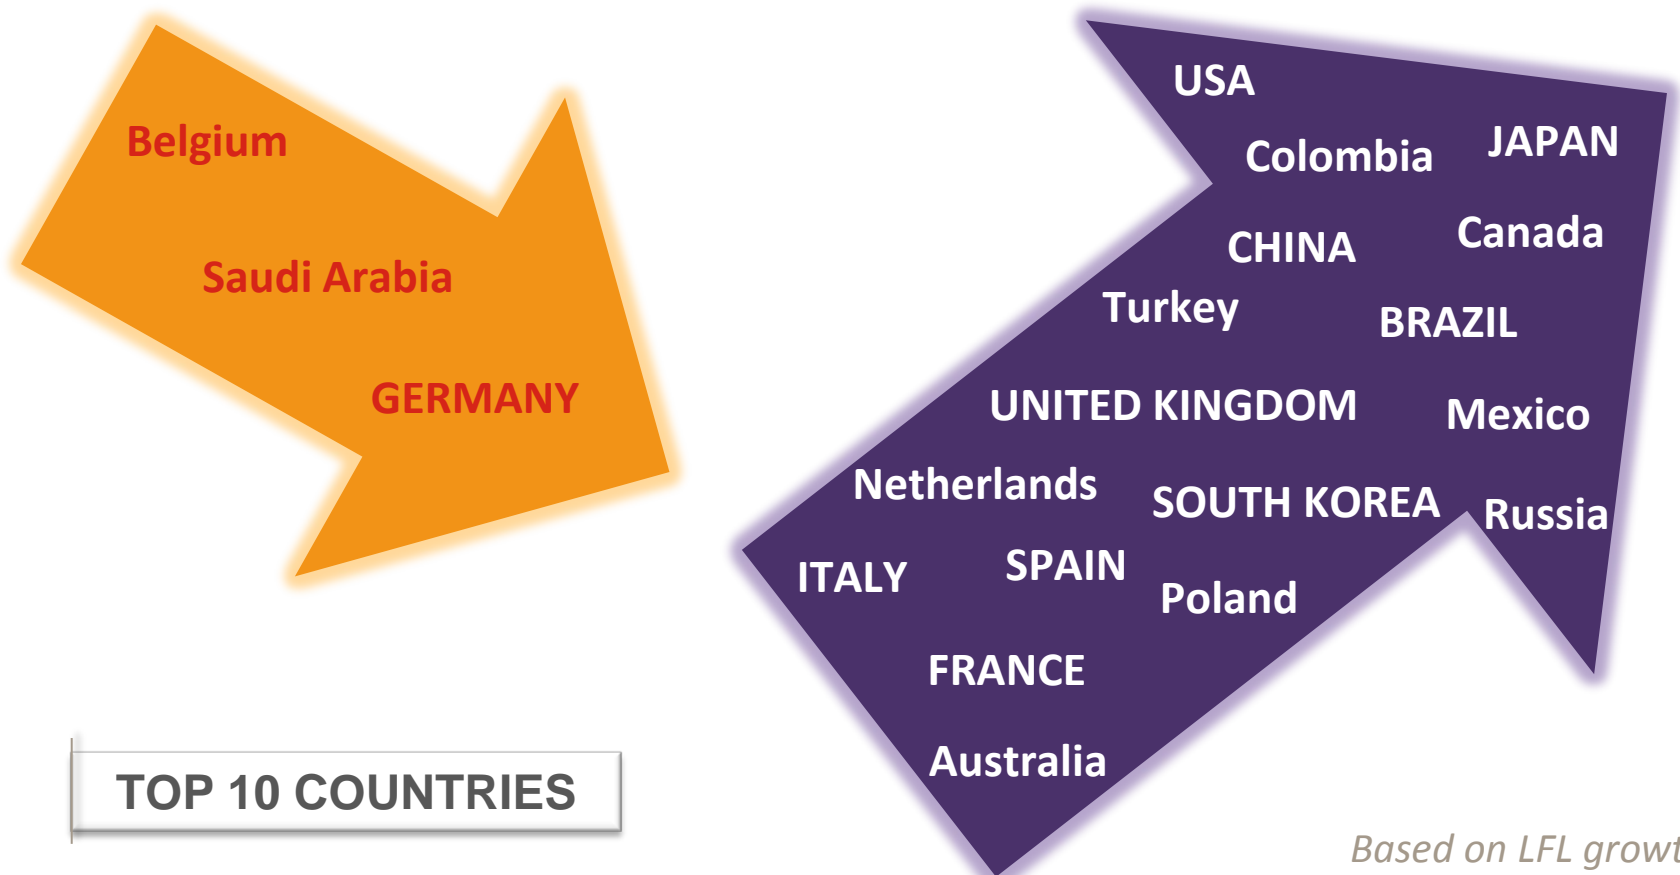 Belgium
Saudi Arabia
GERMANY
USA
Colombia
JAPAN
CHINA
Canada
Turkey
BRAZIL
UNITED KINGDOM
Mexico
Netherlands
SOUTH KOREA
Russia
ITALY
SPAIN
Poland
FRANCE
Australia
TOP 10 COUNTRIES
Based on LFL growt